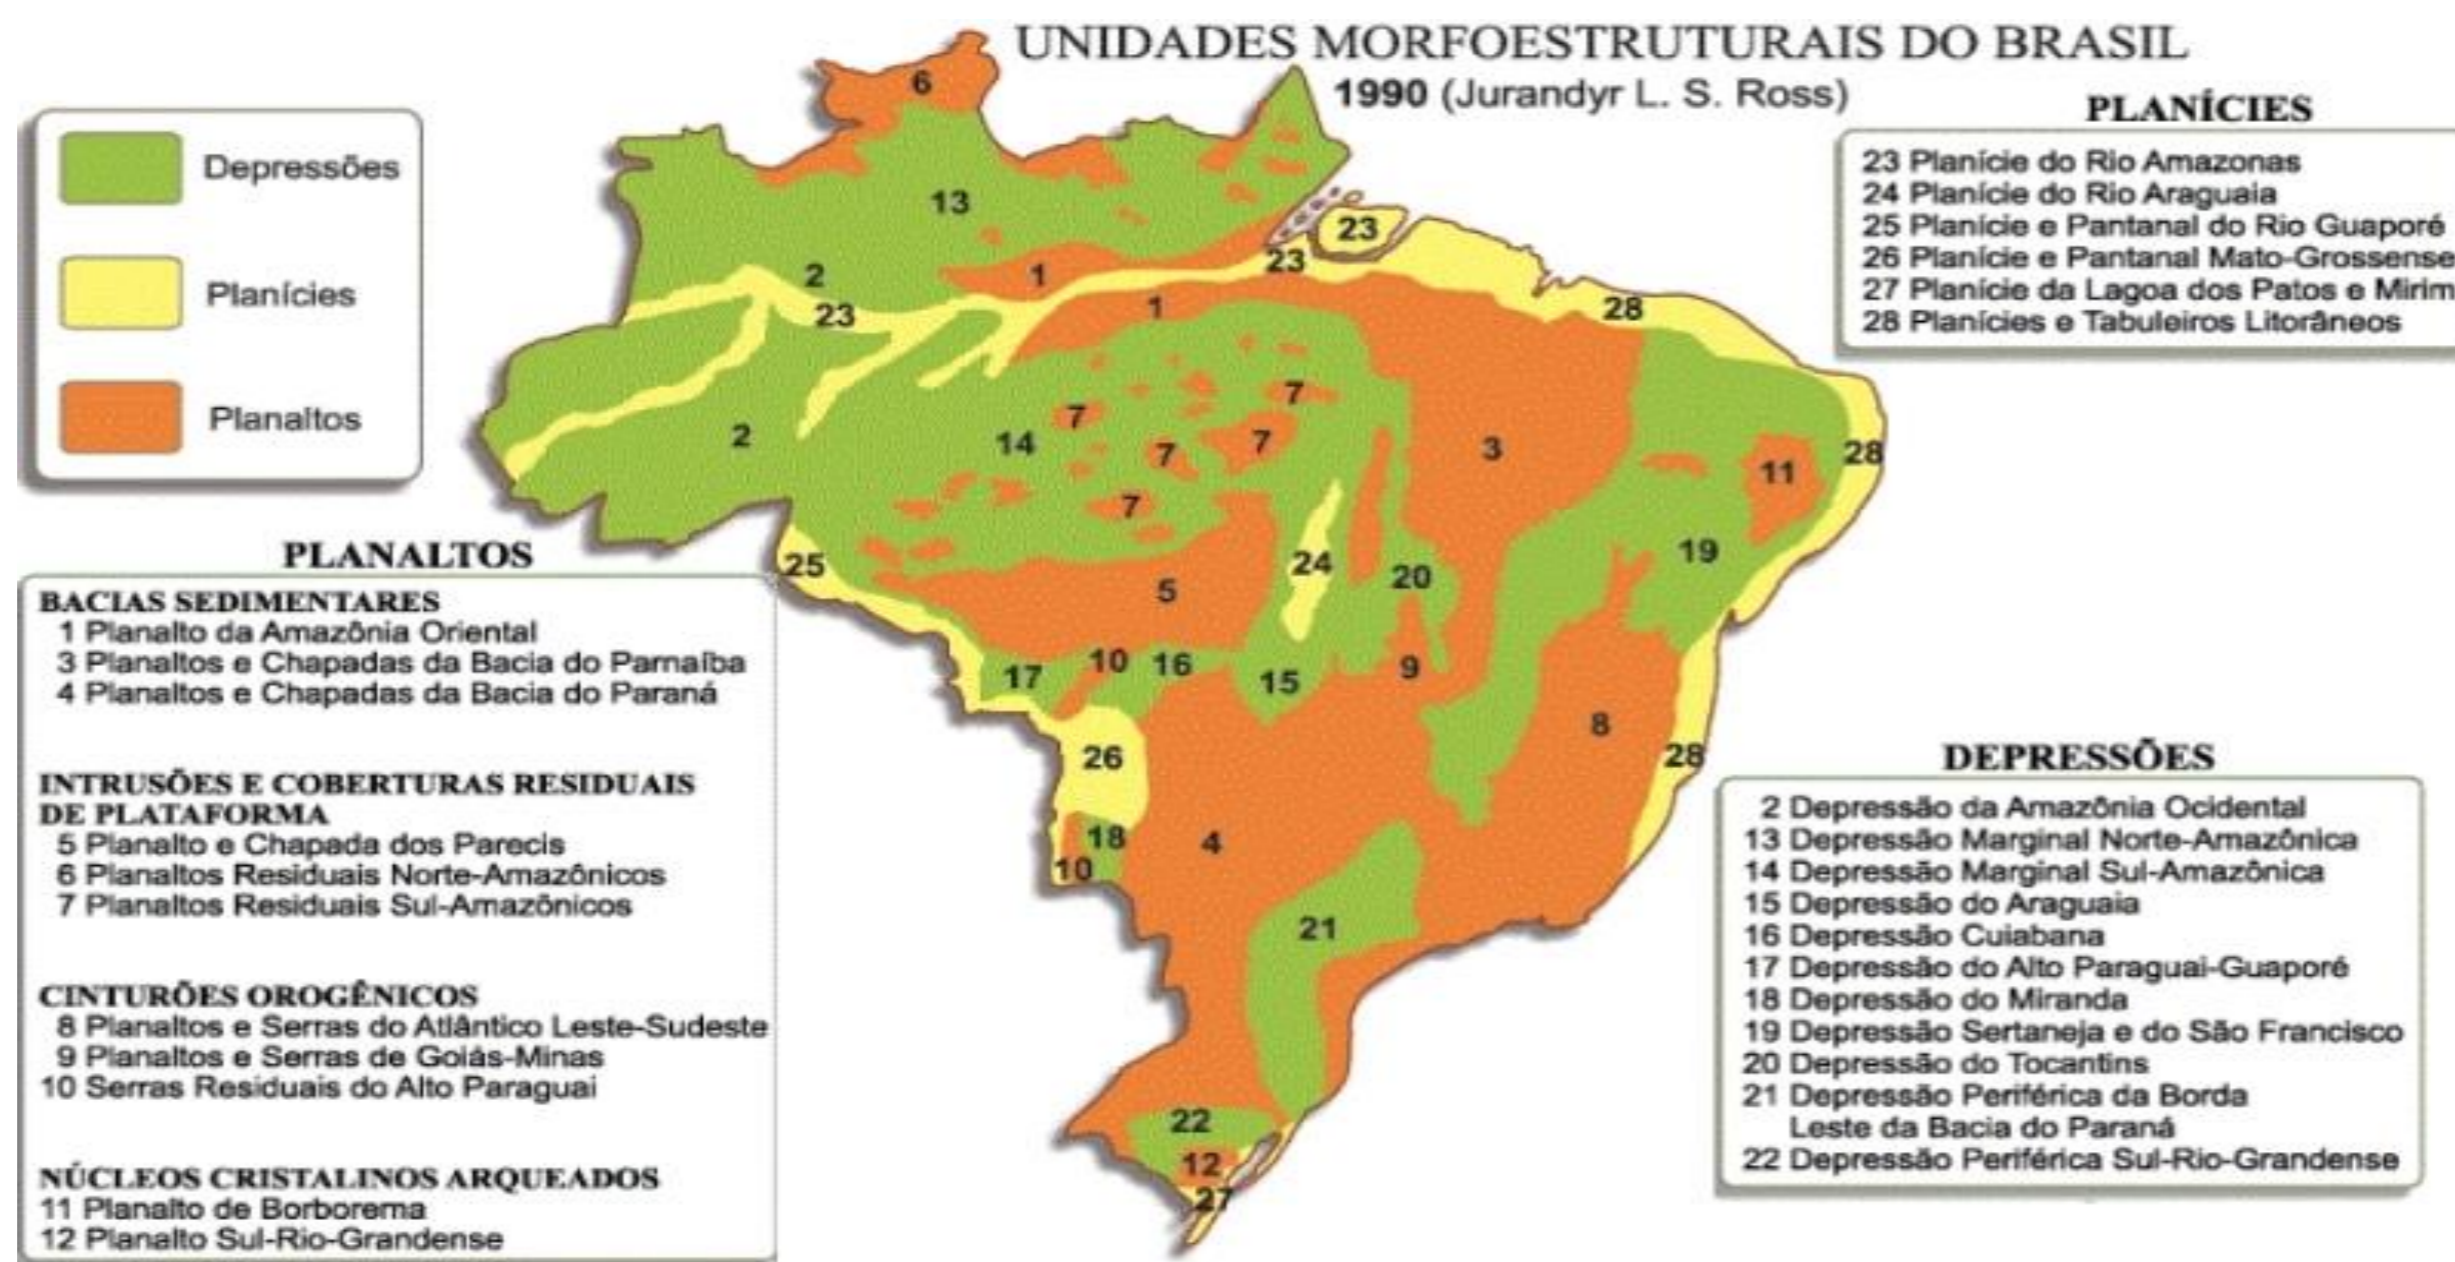 UNIDADES MORFOESTRUTURAIS DO BRASIL
1990 (Jurandyr L. S. Ross)
Depressões
Planícies
Planaltos
PLANÍCIES
23 Planície do Rio Amazonas
24 Planície do Rio Araguaia
25 Planície e Pantanal do Rio Guaporé
26 Planície e Pantanal Mato-Grossense
27 Planície da Lagoa dos Patos e Mirim
28 Planícies e Tabuleiros Litorâneos
PLANALTOS
BACIAS SEDIMENTARES
1 Planalto da Amazônia Oriental
3 Planaltos e Chapadas da Bacia do Parnaíba
4 Planaltos e Chapadas da Bacia do Paraná
INTRUSÕES E COBERTURAS RESIDUAIS
DE PLATAFORMA
5 Planalto e Chapada dos Parecis
6 Planaltos Residuais Norte-Amazônicos
7 Planaltos Residuais Sul-Amazônicos
CINTURÕES OROGÊNICOS
8 Planaltos e Serras do Atlântico Leste-Sudeste
9 Planaltos e Serras de Goiás-Minas
10 Serras Residuais do Alto Paraguai
NÚCLEOS CRISTALINOS ARQUEADOS
11 Planalto de Borborema
12 Planalto Sul-Rio-Grandense
DEPRESSÕES
2 Depressão da Amazônia Ocidental
13 Depressão Marginal Norte-Amazônica
14 Depressão Marginal Sul-Amazônica
15 Depressão do Araguaia
16 Depressão Cuiabana
17 Depressão do Alto Paraguai-Guaporé
18 Depressão do Miranda
19 Depressão Sertaneja e do São Francisco
20 Depressão do Tocantins
21 Depressão Periférica da Borda
Leste da Bacia do Paraná
22 Depressão Periférica Sul-Rio-Grandense
6
13
23
23
2
1
1
23
28
7
7
2
14
7
7
3
11
28
7
25
5
24
20
19
17
10
16
15
9
26
8
28
18
10
4
21
22
12
27